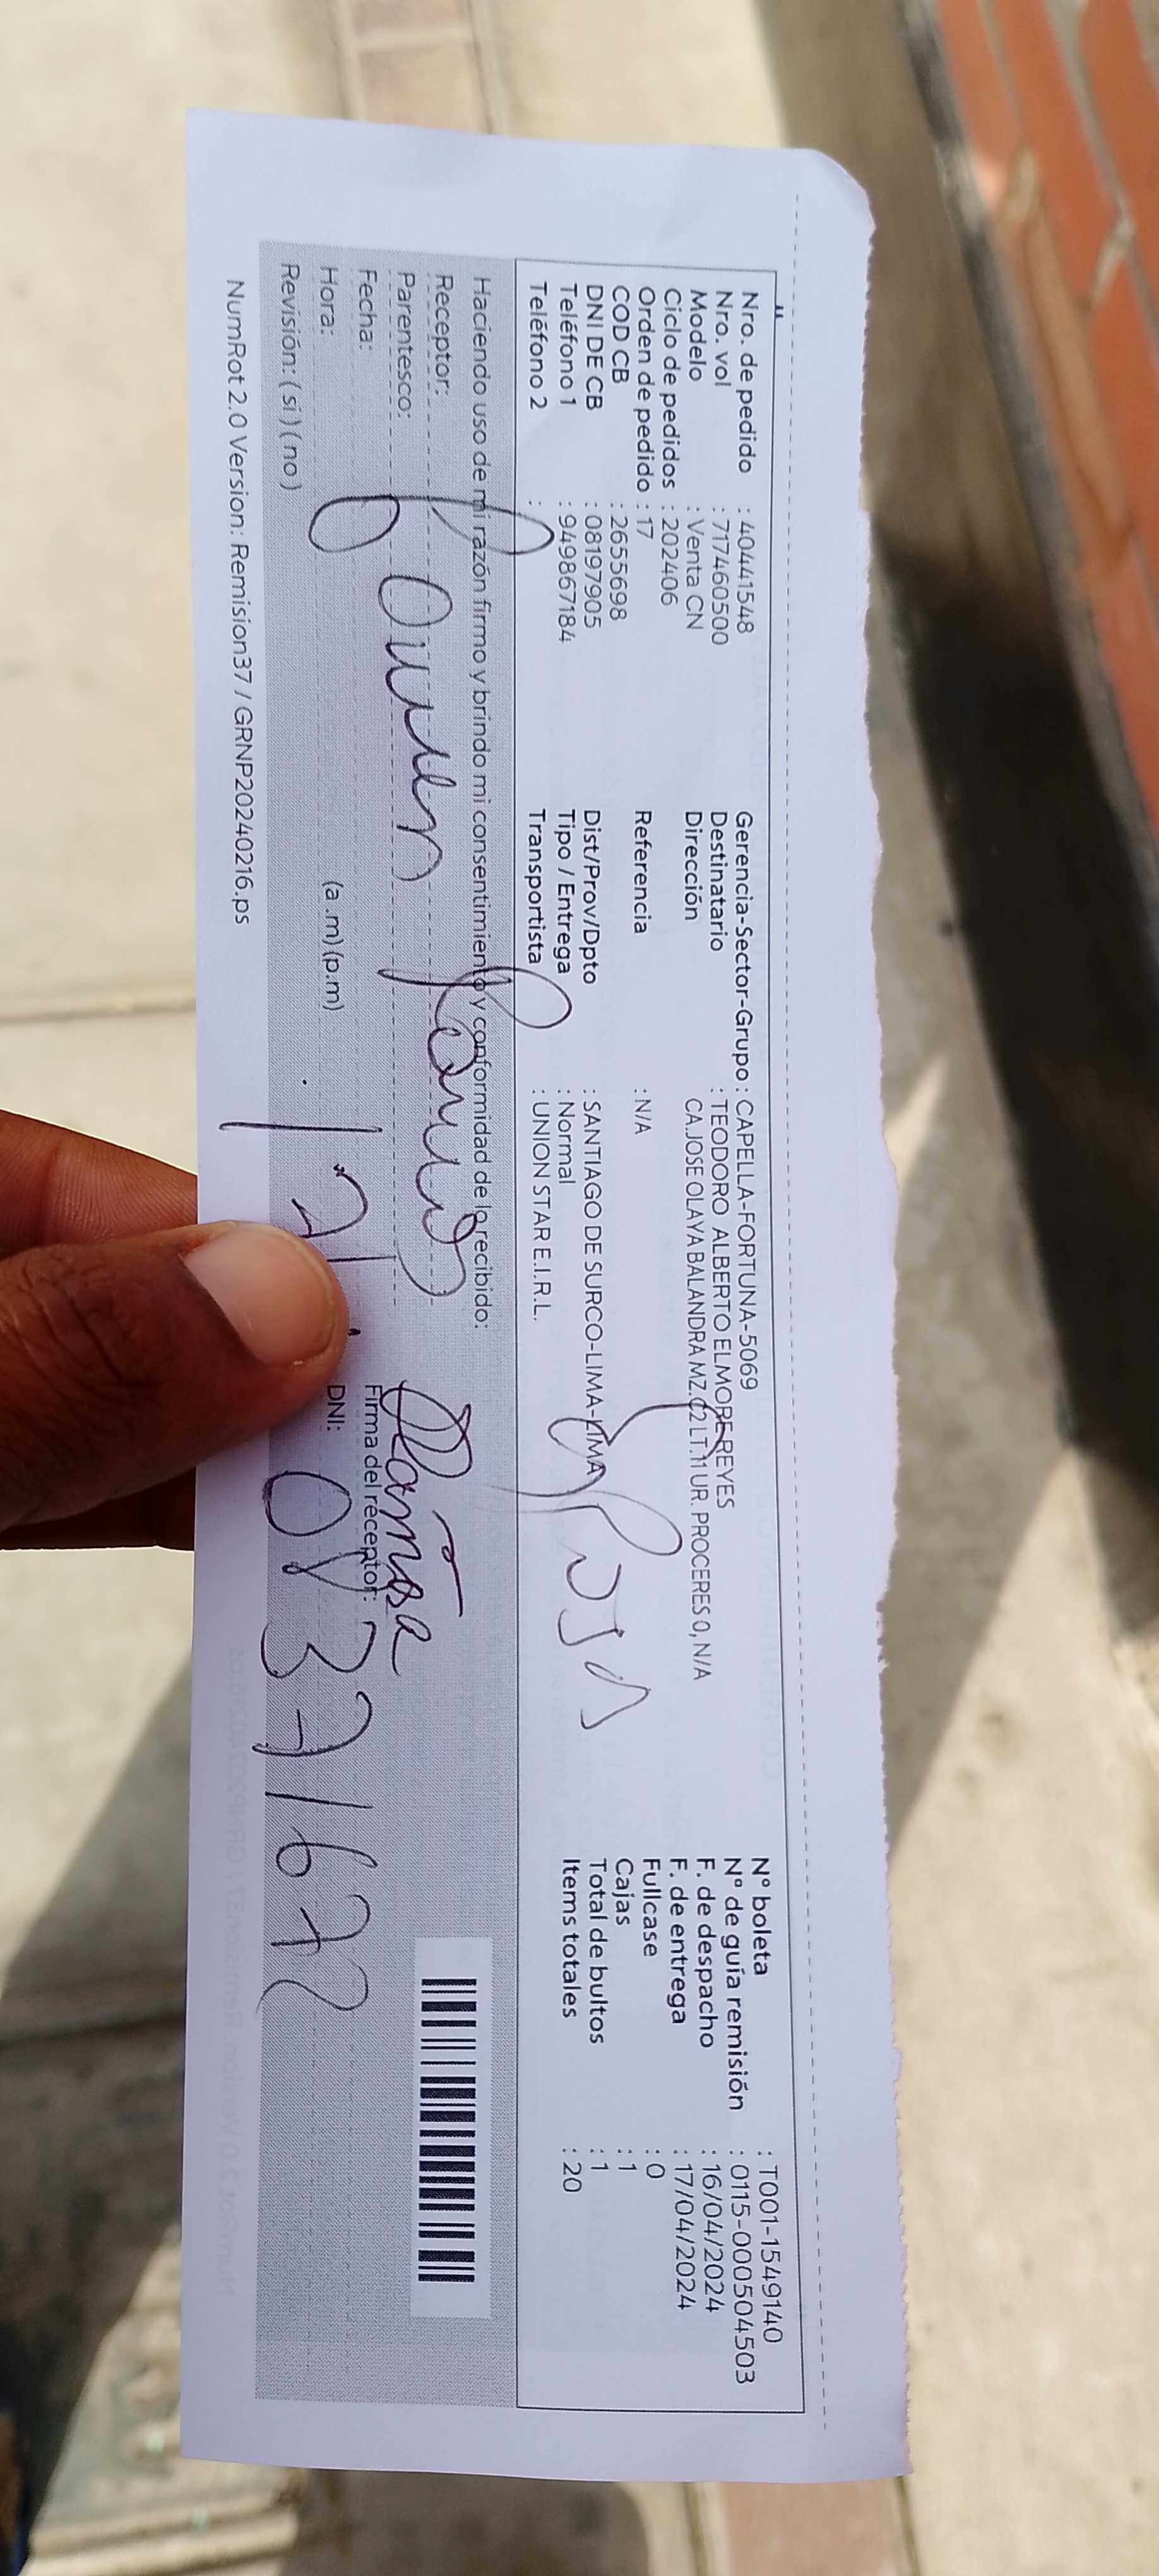 Nro. de pedido : 40441548
Nro. vol : 717460500
Modelo : Venta CN
Ciclo de pedidos : 202406
Orden de pedido : 17
COD CB : 2655698
DNI DE CB : 08197905
Teléfono 1 : 949867184
Teléfono 2 :
Gerencia-Sector-Grupo : CAPELLA-FORTUNA-5069
Destinatario : TEODORO ALBERTO ELMORE REYES
Dirección CA.JOSE OLAYA BALANDRA MZ.C2 LT.11 UR. PROCERES 0, N/A
Referencia : N/A
Dist/Prov/Dpto : SANTIAGO DE SURCO-LIMA-LIMA
Tipo / Entrega : Normal
Transportista : UNION STAR E.I.R.L.
N° boleta : T001-1549140
N° de guía remisión : 0115-000504503
F. de despacho : 16/04/2024
F. de entrega : 17/04/2024
Fullcase : 0
Cajas : 1
Total de bultos : 1
Items totales : 20
Haciendo uso de mi razón firmo y brindo mi consentimiento y conformidad de lo recibido:
Receptor:
Parentesco:
Fecha:
Hora: (a .m) (p.m)
Revisión: ( si ) ( no )
Firma del receptor:
DNI:
NumRot 2.0 Version: Remision37 / GRNP20240216.ps